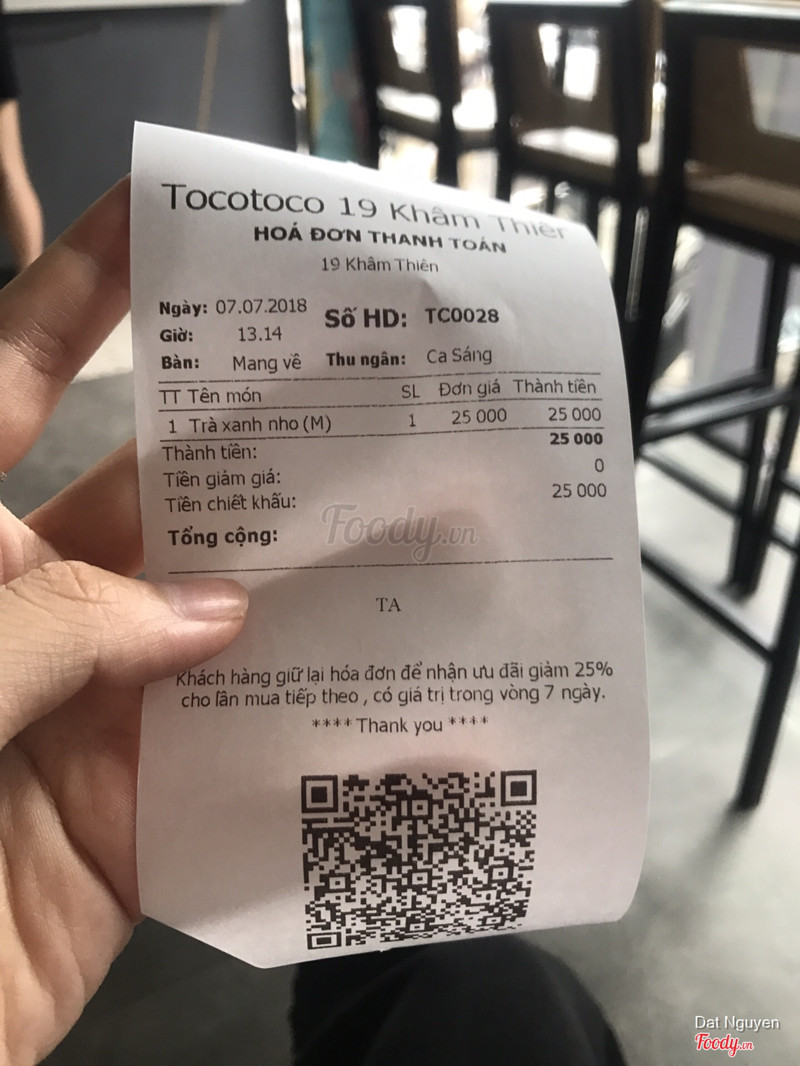 Tocotoco 19 Khâm Thiên
HOÁ ĐƠN THANH TOÁN
19 Khâm Thiên
Ngày: 07.07.2018 Số HD: TC0028
Giờ: 13.14
Bàn: Mang về Thu ngân: Ca Sáng
TT Tên món SL Đơn giá Thành tiền
1 Trà xanh nho (M) 1 25 000 25 000
Thành tiền: 25 000
Tiền giảm giá: 0
Tiền chiết khấu: 25 000
Tổng cộng:
Foody.vn
TA
Khách hàng giữ lại hóa đơn để nhận ưu đãi giảm 25%
cho lần mua tiếp theo , có giá trị trong vòng 7 ngày.
**** Thank you ****
Dat Nguyen
Foody.vn